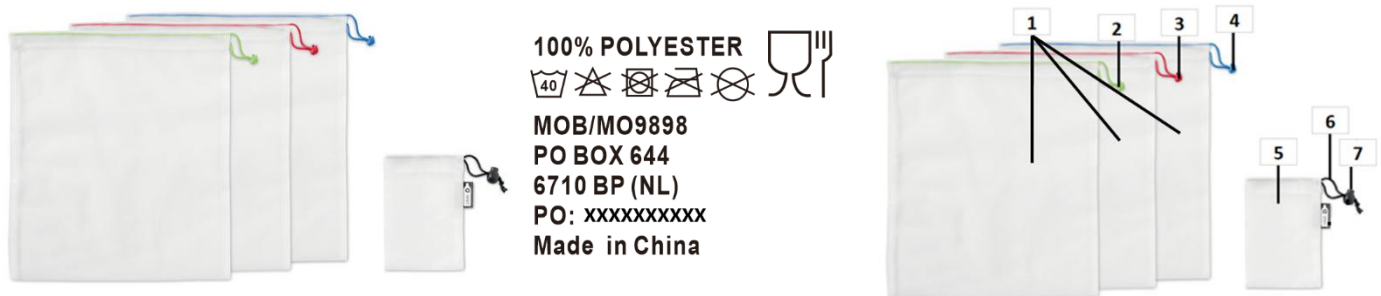 100% POLYESTER
40
MOB/MO9898
PO BOX 644
6710 BP (NL)
PO: xxxxxxxxxx
Made in China
1
2
3
4
5
6
7